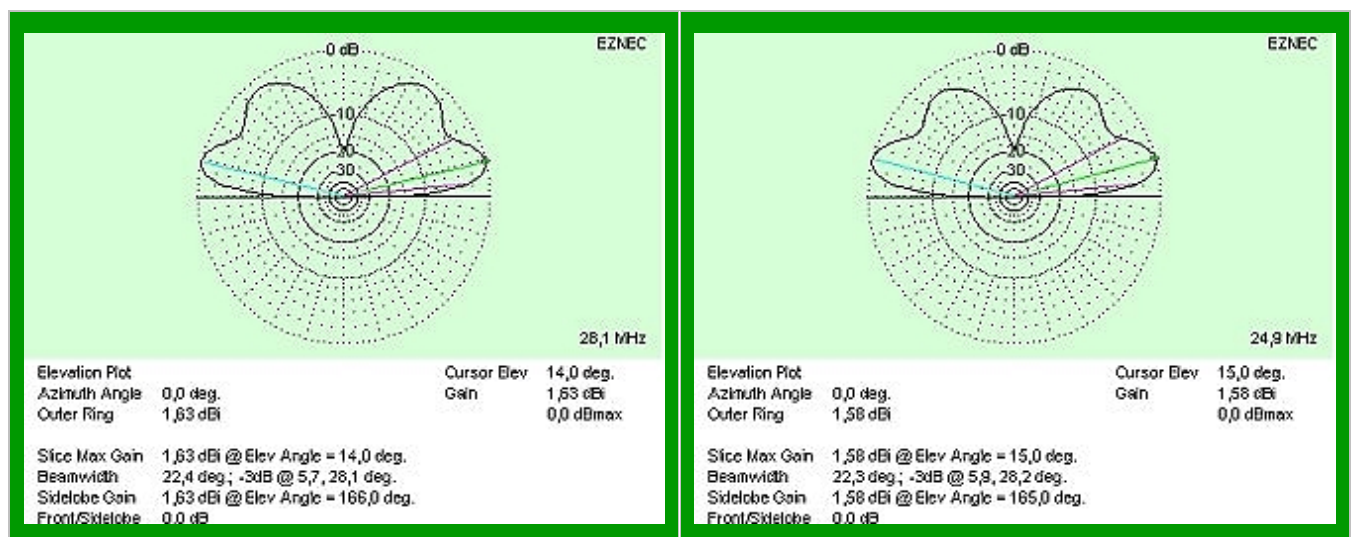 0 dB
EZNEC
-10
-20
-30
28,1 MHz
Elevation Plot
Cursor Elev 14,0 deg.
Azimuth Angle 0,0 deg.
Gain 1,63 dBi
Outer Ring 1,63 dBi
0,0 dBmax
Slice Max Gain 1,63 dBi @ Elev Angle = 14,0 deg.
Beamwidth 22,4 deg.; -3dB @ 5,7, 28,1 deg.
Sidelobe Gain 1,63 dBi @ Elev Angle = 166,0 deg.
Front/Sidelobe 0,0 dB
0 dB
EZNEC
-10
-20
-30
24,9 MHz
Elevation Plot
Cursor Elev 15,0 deg.
Azimuth Angle 0,0 deg.
Gain 1,58 dBi
Outer Ring 1,58 dBi
0,0 dBmax
Slice Max Gain 1,58 dBi @ Elev Angle = 15,0 deg.
Beamwidth 22,3 deg.; -3dB @ 5,9, 28,2 deg.
Sidelobe Gain 1,58 dBi @ Elev Angle = 165,0 deg.
Front/Sidelobe 0,0 dB